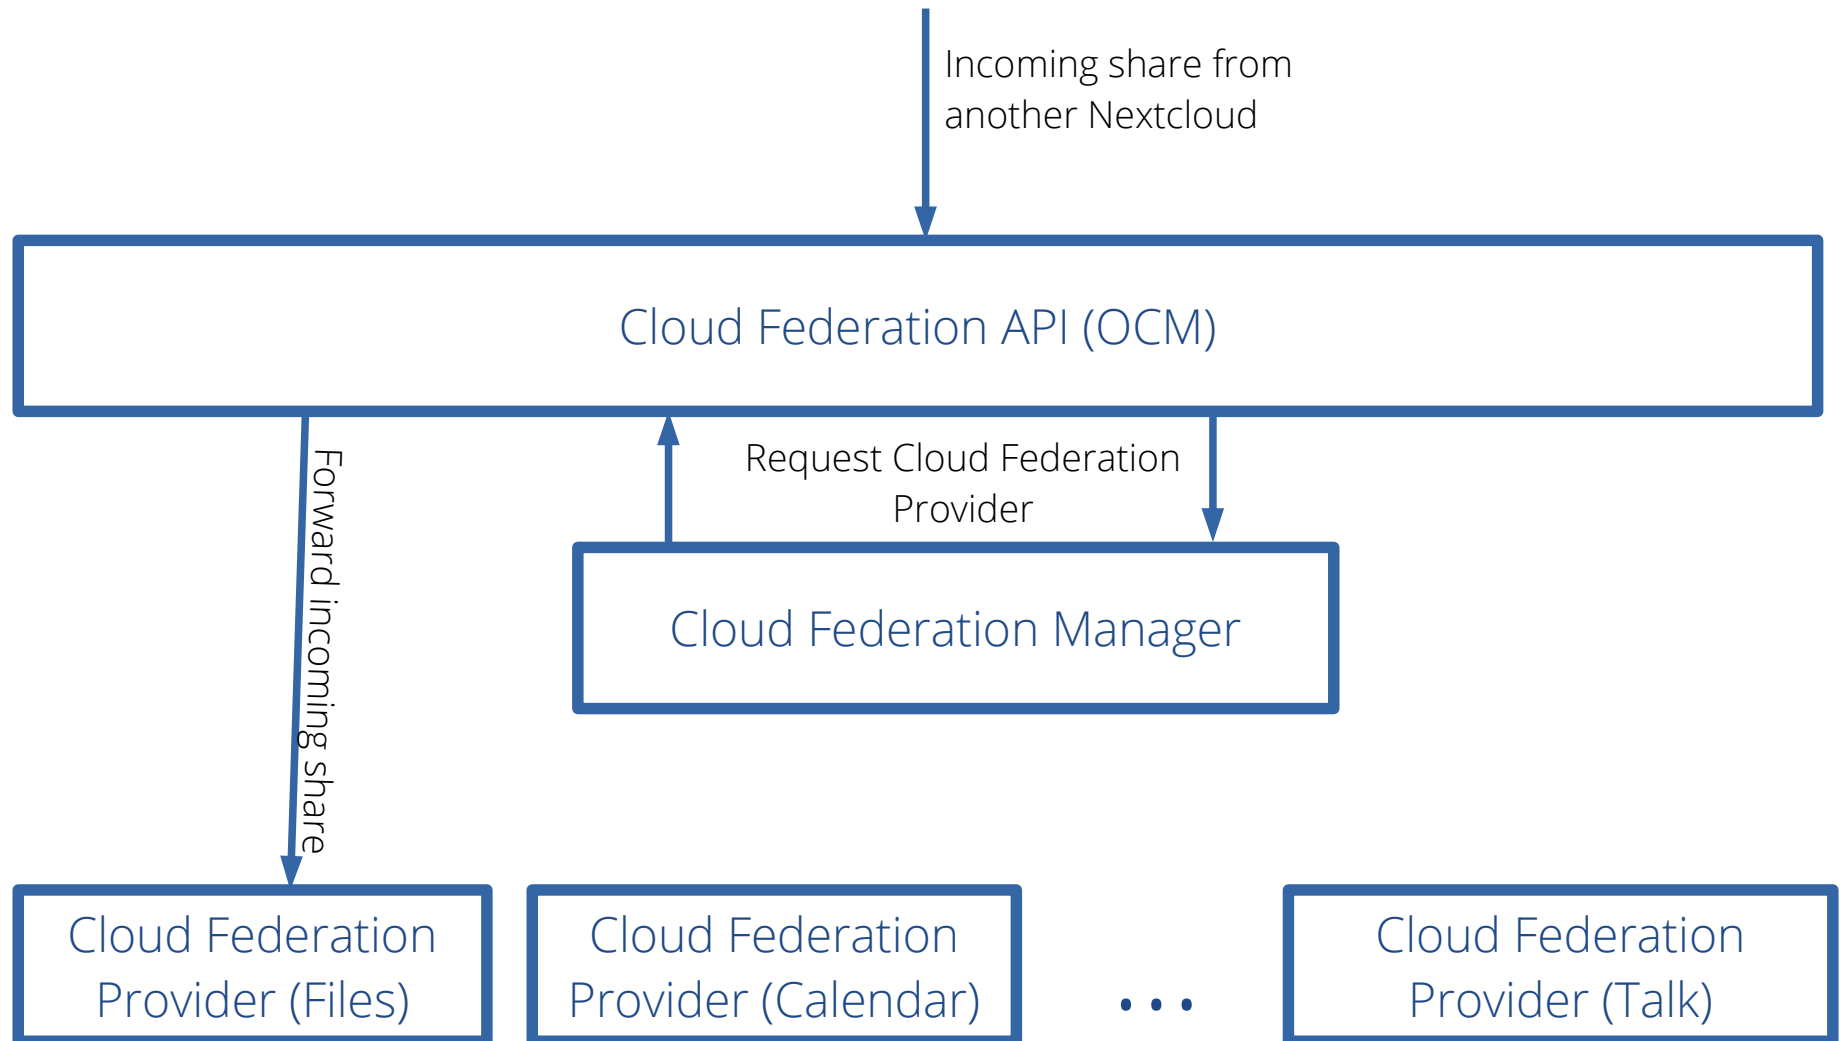 Incoming share from
another Nextcloud
Cloud Federation API (OCM)
Forward incoming share
Request Cloud Federation
Provider
Cloud Federation Manager
Cloud Federation
Provider (Files)
Cloud Federation
Provider (Calendar)
...
Cloud Federation
Provider (Talk)